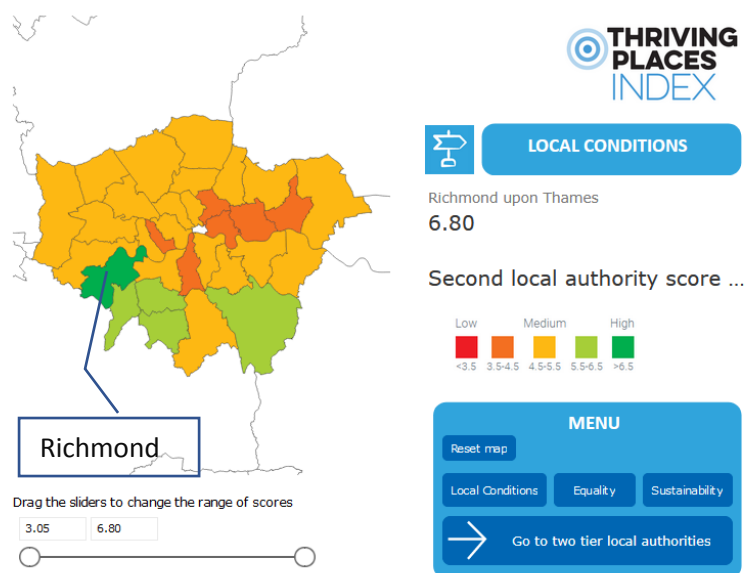 THRIVING
PLACES
INDEX
LOCAL CONDITIONS
Richmond upon Thames
6.80
Second local authority score ...
Low Medium High
<3.5 3.5-4.5 4.5-5.5 5.5-6.5 >6.5
Richmond
Drag the sliders to change the range of scores
3.05 6.80
MENU
Reset map
Local Conditions Equality Sustainability
Go to two tier local authorities